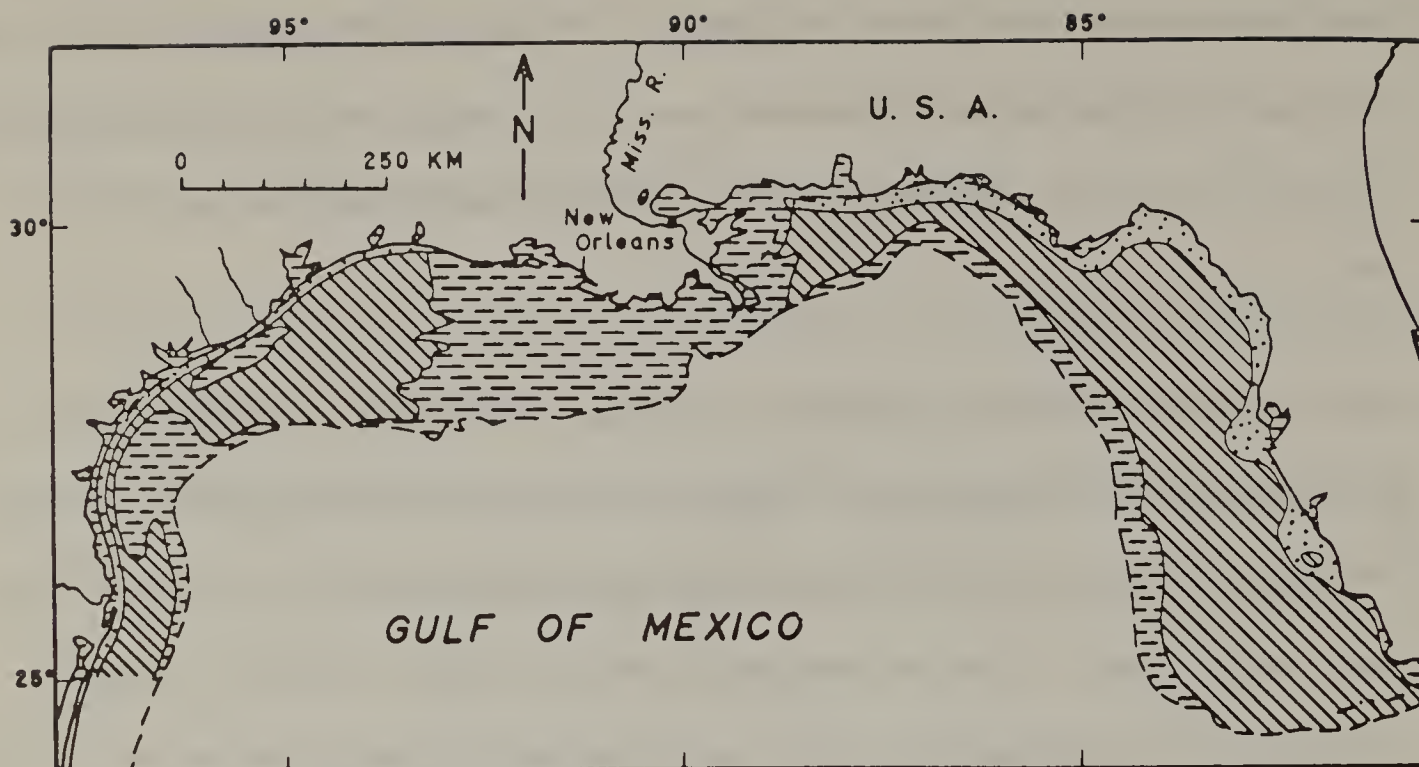 95° 90° 85°
N
Miss. R.
U. S. A.
0 250 KM
30°
New
Orleans
GULF OF MEXICO
25°